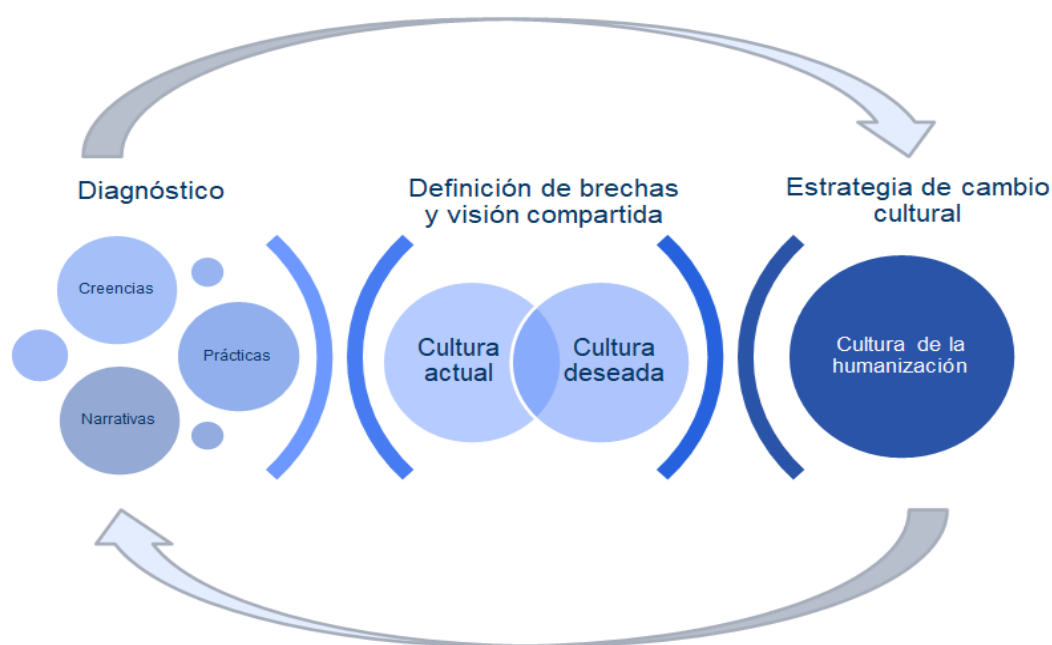 Diagnóstico
Creencias
Prácticas
Narrativas
Definición de brechas
y visión compartida
Cultura
actual
Cultura
deseada
Estrategia de cambio
cultural
Cultura de la
humanización